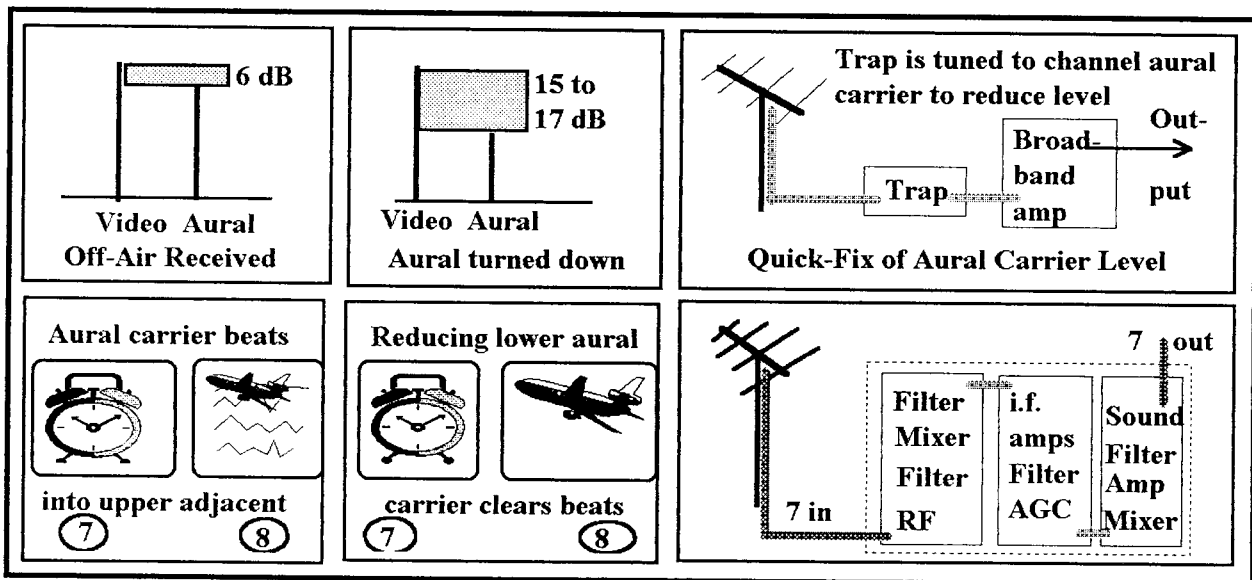 6 dB
Video Aural
Off-Air Received
15 to
17 dB
Video Aural
Aural turned down
Trap is tuned to channel aural
carrier to reduce level
Trap
Broad-
band
amp
Out-
put
Quick-Fix of Aural Carrier Level
Aural carrier beats
into upper adjacent
7 8
Reducing lower aural
carrier clears beats
7 8
7 in
Filter
Mixer
Filter
RF
i.f.
amps
Filter
AGC
Sound
Filter
Amp
Mixer
7 out